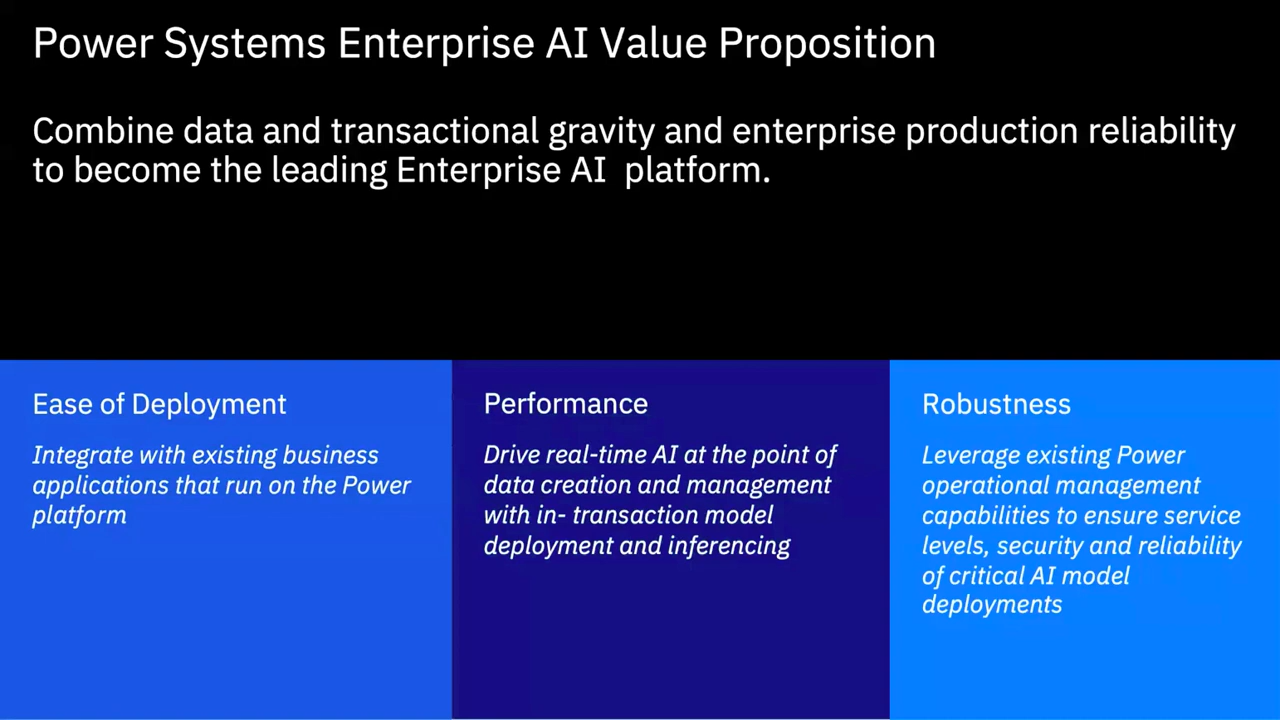 Power Systems Enterprise AI Value Proposition
Combine data and transactional gravity and enterprise production reliability
to become the leading Enterprise AI  platform.
Ease of Deployment
Integrate with existing business
applications that run on the Power
platform
Performance
Drive real-time AI at the point of
data creation and management
with in- transaction model
deployment and inferencing
Robustness
Leverage existing Power
operational management
capabilities to ensure service
levels, security and reliability
of critical AI model
deployments